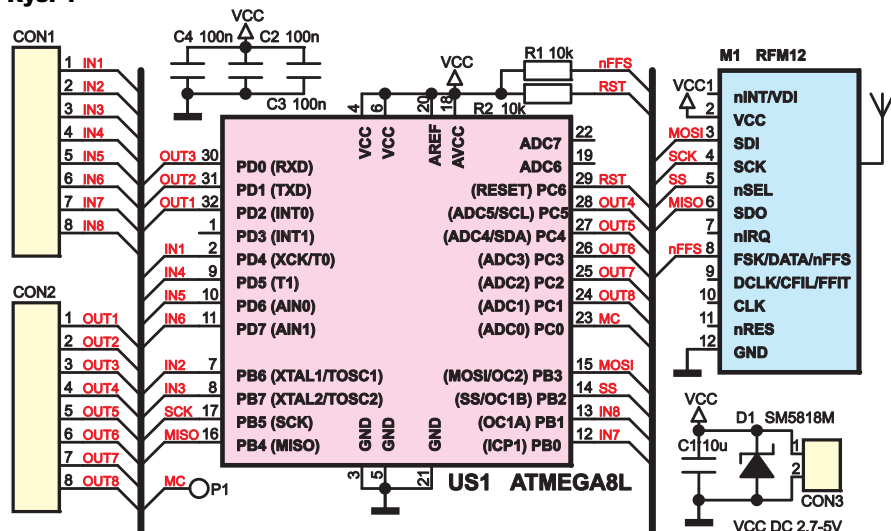 CON1
1 IN1
2 IN2
3 IN3
4 IN4
5 IN5
6 IN6
7 IN7
8 IN8
CON2
1 OUT1
2 OUT2
3 OUT3
4 OUT4
5 OUT5
6 OUT6
7 OUT7
8 OUT8
VCC
C4 100n C2 100n
C3 100n
VCC
R1 10k nFFS
R2 10k RST
4 6 20 18
VCC VCC AREF AVCC
OUT3 30 PD0 (RXD)
OUT2 31 PD1 (TXD)
OUT1 32 PD2 (INT0)
1 PD3 (INT1)
IN1 2 PD4 (XCK/T0)
IN4 9 PD5 (T1)
IN5 10 PD6 (AIN0)
IN6 11 PD7 (AIN1)
IN2 7 PB6 (XTAL1/TOSC1)
IN3 8 PB7 (XTAL2/TOSC2)
SCK 17 PB5 (SCK)
MISO 16 PB4 (MISO)
MC P1
ADC7 22
ADC6 19
(RESET) PC6 29 RST
(ADC5/SCL) PC5 28 OUT4
(ADC4/SDA) PC4 27 OUT5
(ADC3) PC3 26 OUT6
(ADC2) PC2 25 OUT7
(ADC1) PC1 24 OUT8
(ADC0) PC0 23 MC
(MOSI/OC2) PB3 15 MOSI
(SS/OC1B) PB2 14 SS
(OC1A) PB1 13 IN8
(ICP1) PB0 12 IN7
GND GND GND
3 5 21
US1 ATMEGA8L
M1 RFM12
VCC
1 nINT/VDI
2 VCC
MOSI 3 SDI
SCK 4 SCK
SS 5 nSEL
MISO 6 SDO
7 nIRQ
nFFS 8 FSK/DATA/nFFS
9 DCLK/CFIL/FFIT
10 CLK
11 nRES
12 GND
VCC
D1 SM5818M
C1 10u
1
2
CON3
VCC DC 2,7-5V